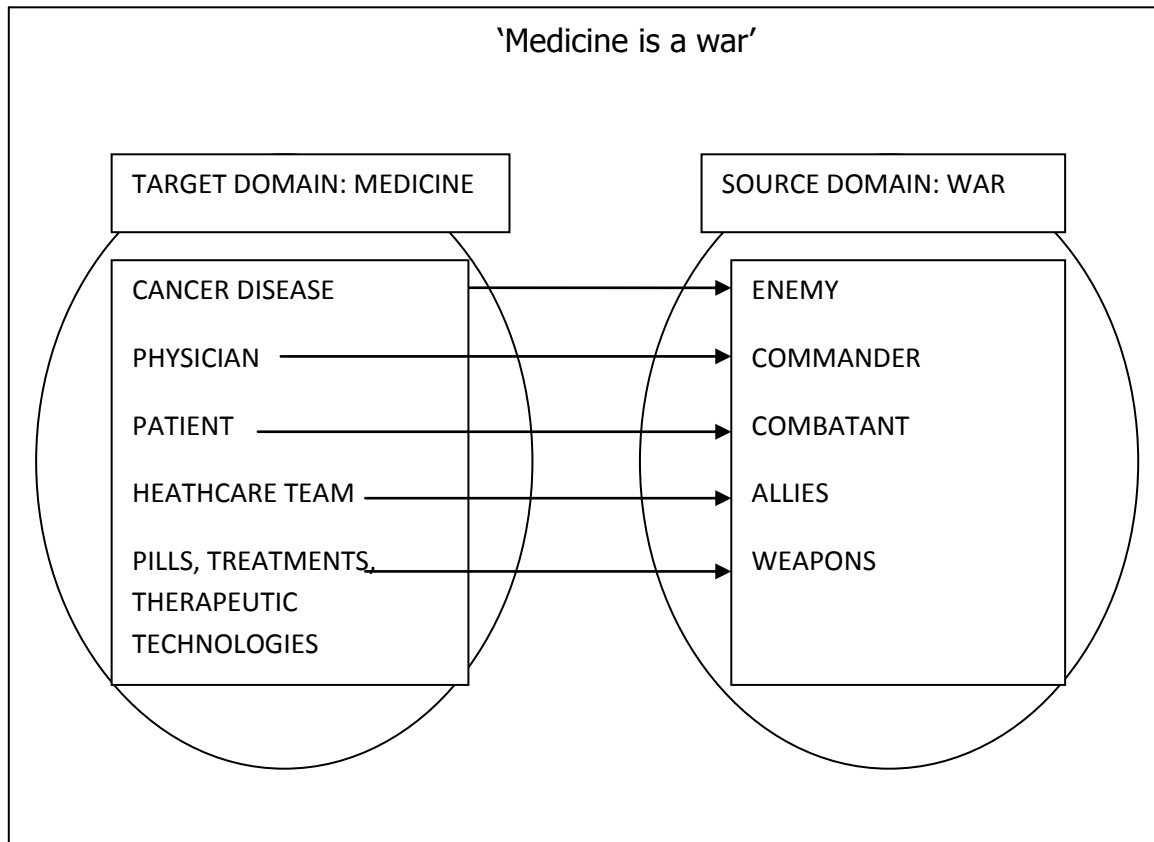 ‘Medicine is a war’
TARGET DOMAIN: MEDICINE
SOURCE DOMAIN: WAR
CANCER DISEASE
ENEMY
PHYSICIAN
COMMANDER
PATIENT
COMBATANT
HEATHCARE TEAM
ALLIES
PILLS, TREATMENTS,
THERAPEUTIC
TECHNOLOGIES
WEAPONS